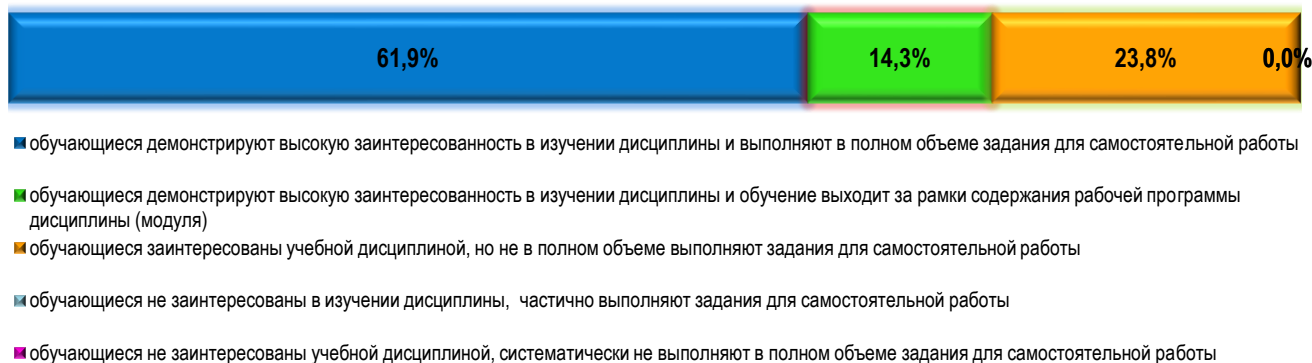 61,9% 14,3% 23,8% 0,0%
обучающиеся демонстрируют высокую заинтересованность в изучении дисциплины и выполняют в полном объеме задания для самостоятельной работы
обучающиеся демонстрируют высокую заинтересованность в изучении дисциплины и обучение выходит за рамки содержания рабочей программы
дисциплины (модуля)
обучающиеся заинтересованы учебной дисциплиной, но не в полном объеме выполняют задания для самостоятельной работы
обучающиеся не заинтересованы в изучении дисциплины, частично выполняют задания для самостоятельной работы
обучающиеся не заинтересованы учебной дисциплиной, систематически не выполняют в полном объеме задания для самостоятельной работы